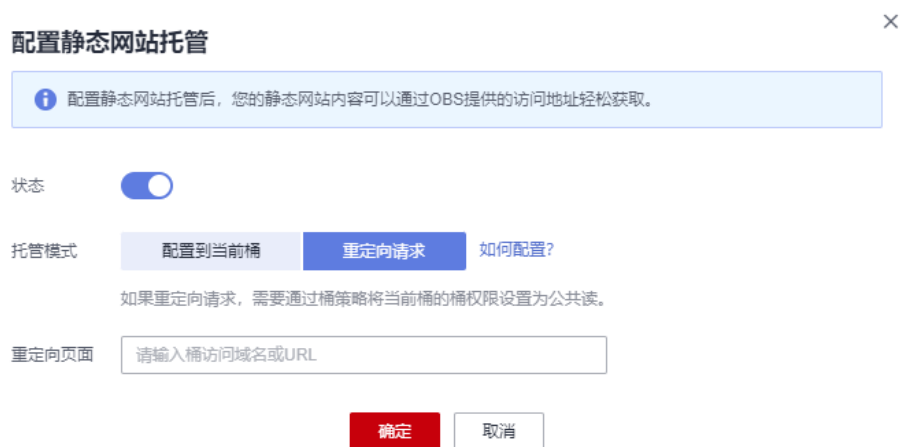 配置静态网站托管
配置静态网站托管后，您的静态网站内容可以通过OBS提供的访问地址轻松获取。
状态
托管模式 配置到当前桶 重定向请求 如何配置?
如果重定向请求，需要通过桶策略将当前桶的桶权限设置为公共读。
重定向页面 请输入桶访问域名或URL
确定 取消